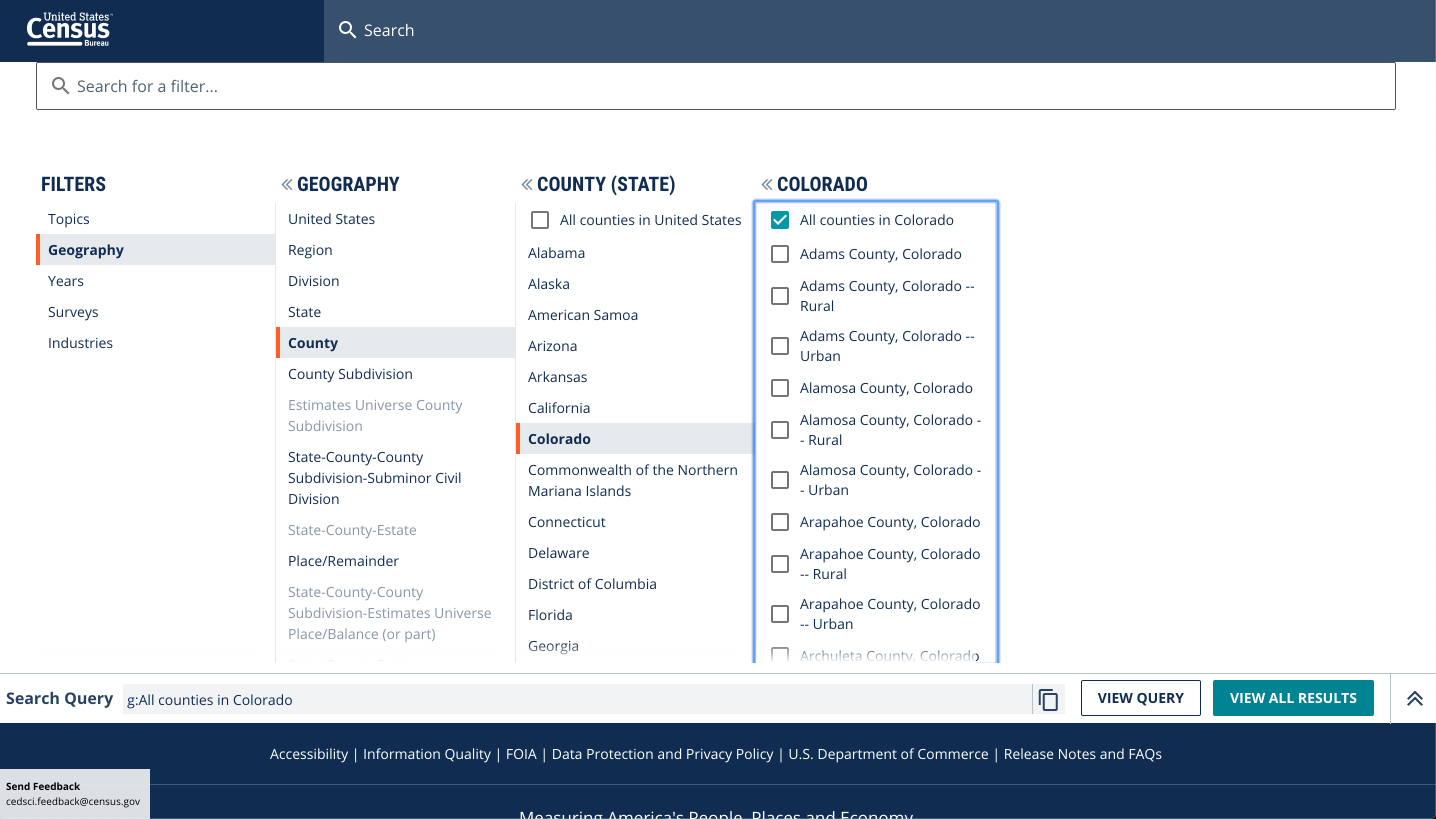 United States™
Census
Bureau
Search
Search for a filter...
FILTERS
Topics
Geography
Years
Surveys
Industries
GEOGRAPHY
United States
Region
Division
State
County
County Subdivision
Estimates Universe County
Subdivision
State-County-County
Subdivision-Subminor Civil
Division
State-County-Estate
Place/Remainder
State-County-County
Subdivision-Estimates Universe
Place/Balance (or part)
COUNTY (STATE)
All counties in United States
Alabama
Alaska
American Samoa
Arizona
Arkansas
California
Colorado
Commonwealth of the Northern
Mariana Islands
Connecticut
Delaware
District of Columbia
Florida
Georgia
COLORADO
All counties in Colorado
Adams County, Colorado
Adams County, Colorado --
Rural
Adams County, Colorado --
Urban
Alamosa County, Colorado
Alamosa County, Colorado -
- Rural
Alamosa County, Colorado -
- Urban
Arapahoe County, Colorado
Arapahoe County, Colorado
-- Rural
Arapahoe County, Colorado
-- Urban
Archuleta County, Colorado
Search Query
g:All counties in Colorado
VIEW QUERY
VIEW ALL RESULTS
Accessibility | Information Quality | FOIA | Data Protection and Privacy Policy | U.S. Department of Commerce | Release Notes and FAQs
Send Feedback
cedsci.feedback@census.gov
Measuring America's People, Places and Economy